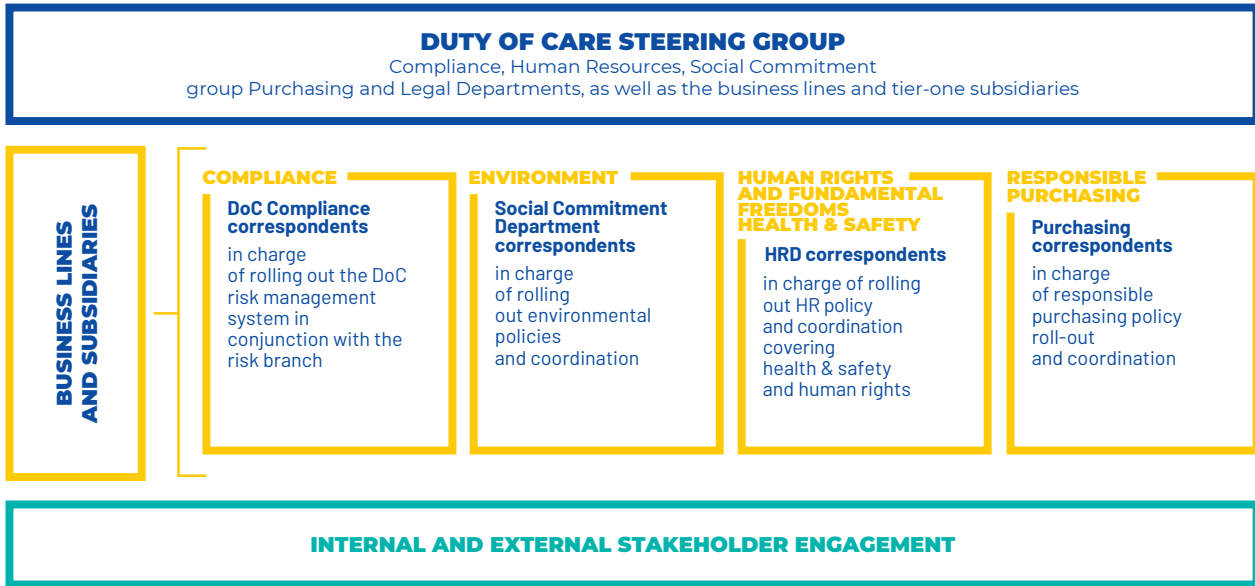 DUTY OF CARE STEERING GROUP
Compliance, Human Resources, Social Commitment
group Purchasing and Legal Departments, as well as the business lines and tier-one subsidiaries
BUSINESS LINES
AND SUBSIDIARIES
COMPLIANCE
DoC Compliance
correspondents
in charge
of rolling out the DoC
risk management
system in
conjunction with the
risk branch
ENVIRONMENT
Social Commitment
Department
correspondents
in charge
of rolling
out environmental
policies
and coordination
HUMAN RIGHTS
AND FUNDAMENTAL
FREEDOMS
HEALTH & SAFETY
HRD correspondents
in charge of rolling
out HR policy
and coordination
covering
health & safety
and human rights
RESPONSIBLE
PURCHASING
Purchasing
correspondents
in charge
of responsible
purchasing policy
roll-out
and coordination
INTERNAL AND EXTERNAL STAKEHOLDER ENGAGEMENT